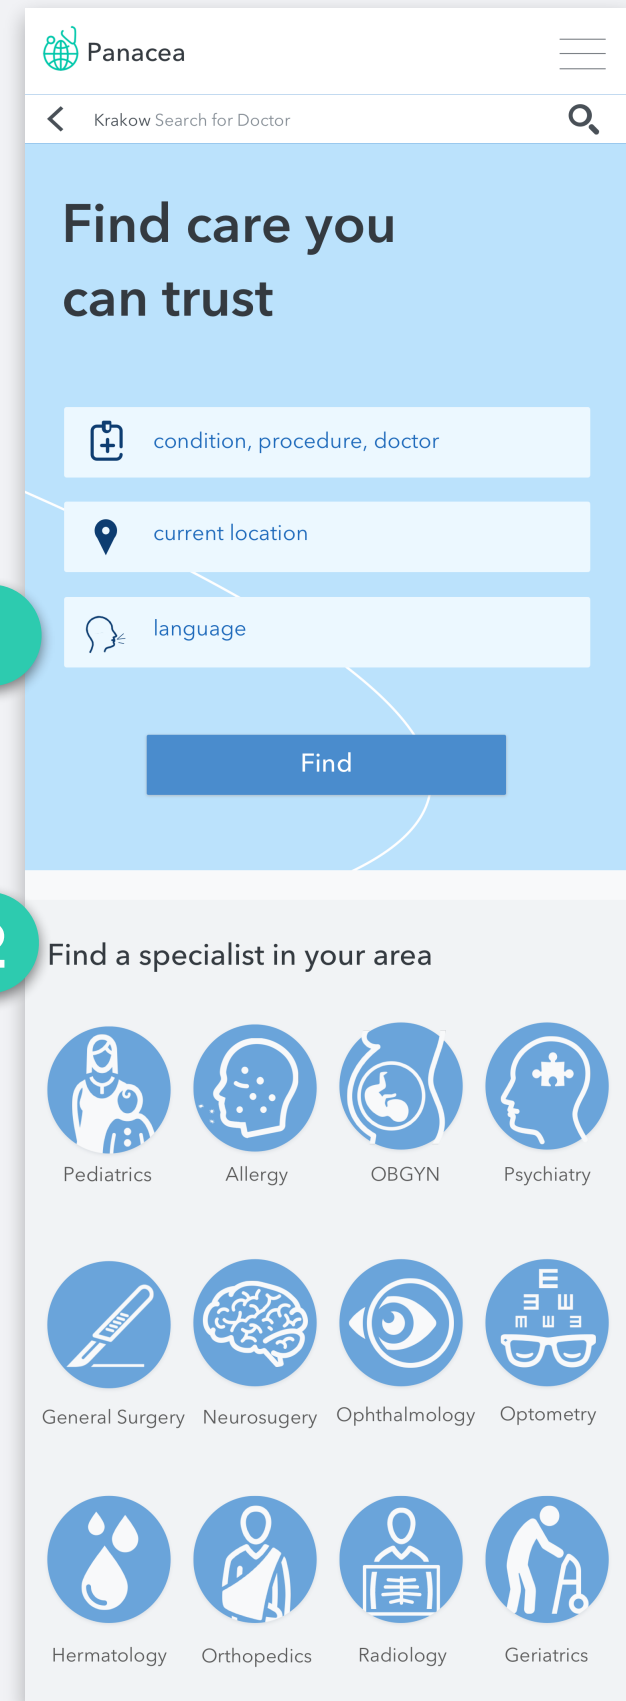 Panacea
Krakow Search for Doctor
Find care you
can trust
condition, procedure, doctor
current location
language
Find
2
Find a specialist in your area
Pediatrics Allergy OBGYN Psychiatry
E
General Surgery Neurosugery Ophthalmology Optometry
Hermatology Orthopedics Radiology Geriatrics